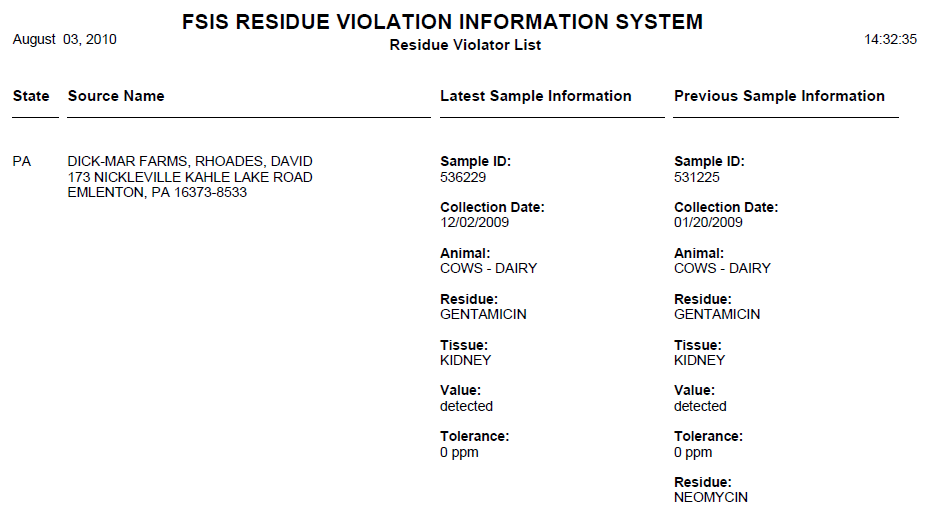 FSIS RESIDUE VIOLATION INFORMATION SYSTEM
August 03, 2010
Residue Violator List
14:32:35
State Source Name Latest Sample Information Previous Sample Information
PA
DICK-MAR FARMS, RHOADES, DAVID
173 NICKLEVILLE KAHLE LAKE ROAD
EMLENTON, PA 16373-8533
Sample ID:
536229
Collection Date:
12/02/2009
Animal:
COWS - DAIRY
Residue:
GENTAMICIN
Tissue:
KIDNEY
Value:
detected
Tolerance:
0 ppm
Sample ID:
531225
Collection Date:
01/20/2009
Animal:
COWS - DAIRY
Residue:
GENTAMICIN
Tissue:
KIDNEY
Value:
detected
Tolerance:
0 ppm
Residue:
NEOMYCIN